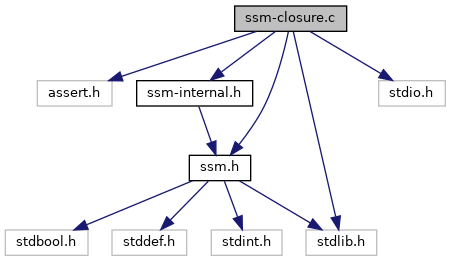 ssm-closure.c
assert.h
ssm-internal.h
stdio.h
ssm.h
stdbool.h
stddef.h
stdint.h
stdlib.h